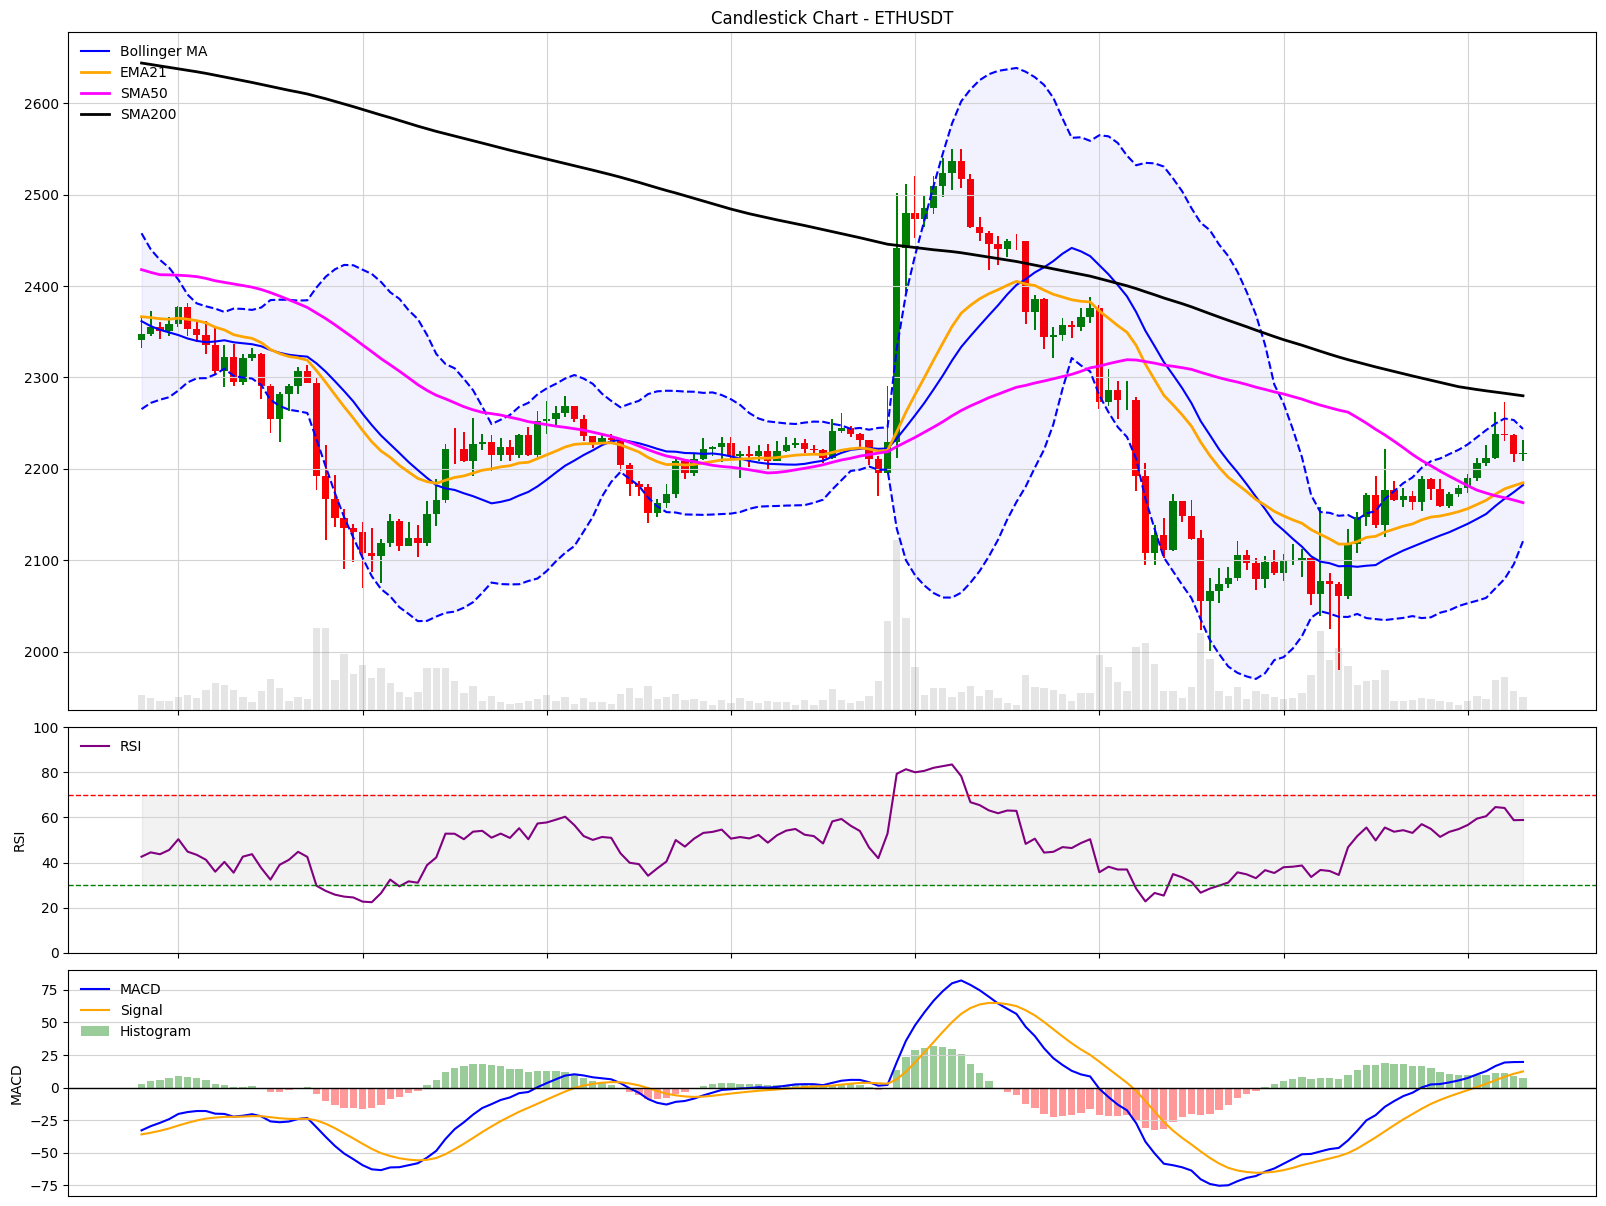 Candlestick Chart - ETHUSDT
Bollinger MA
EMA21
SMA50
SMA200
2600
2500
2400
2300
2200
2100
2000
RSI
100
80
60
40
20
0
RSI
MACD
Signal
Histogram
75
50
25
0
−25
−50
−75
MACD